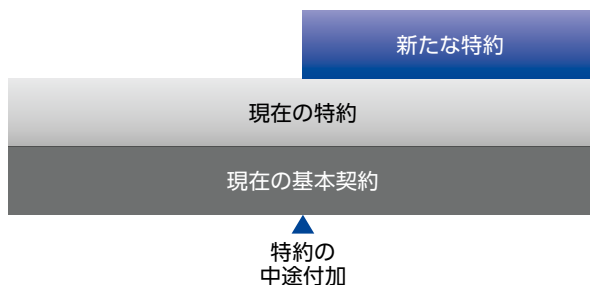 新たな特約
現在の特約
現在の基本契約
特約の
中途付加